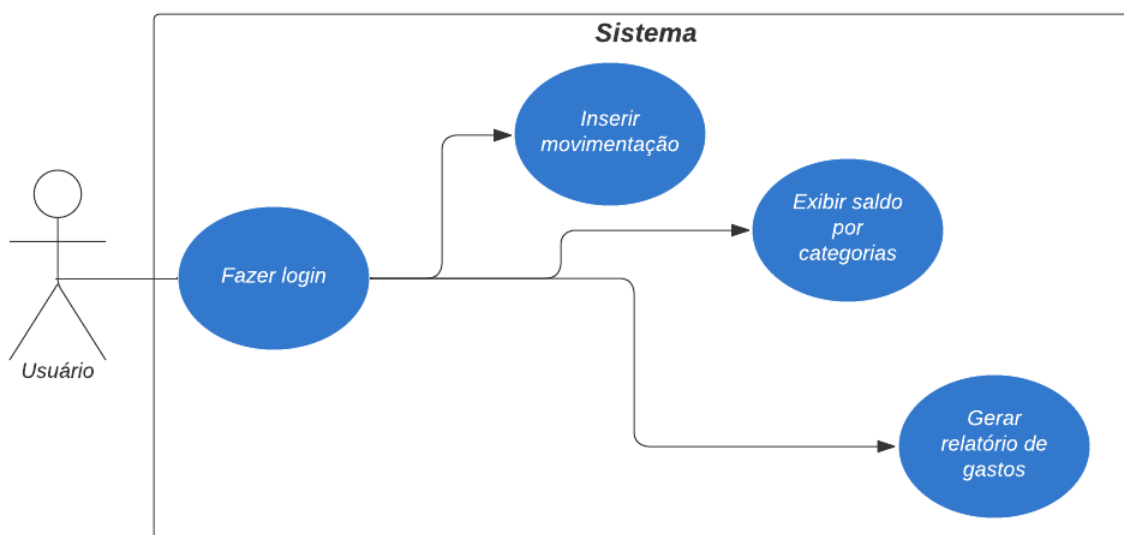 Sistema
Inserir
movimentação
Exibir saldo
por
categorias
Fazer login
Usuário
Gerar
relatório de
gastos